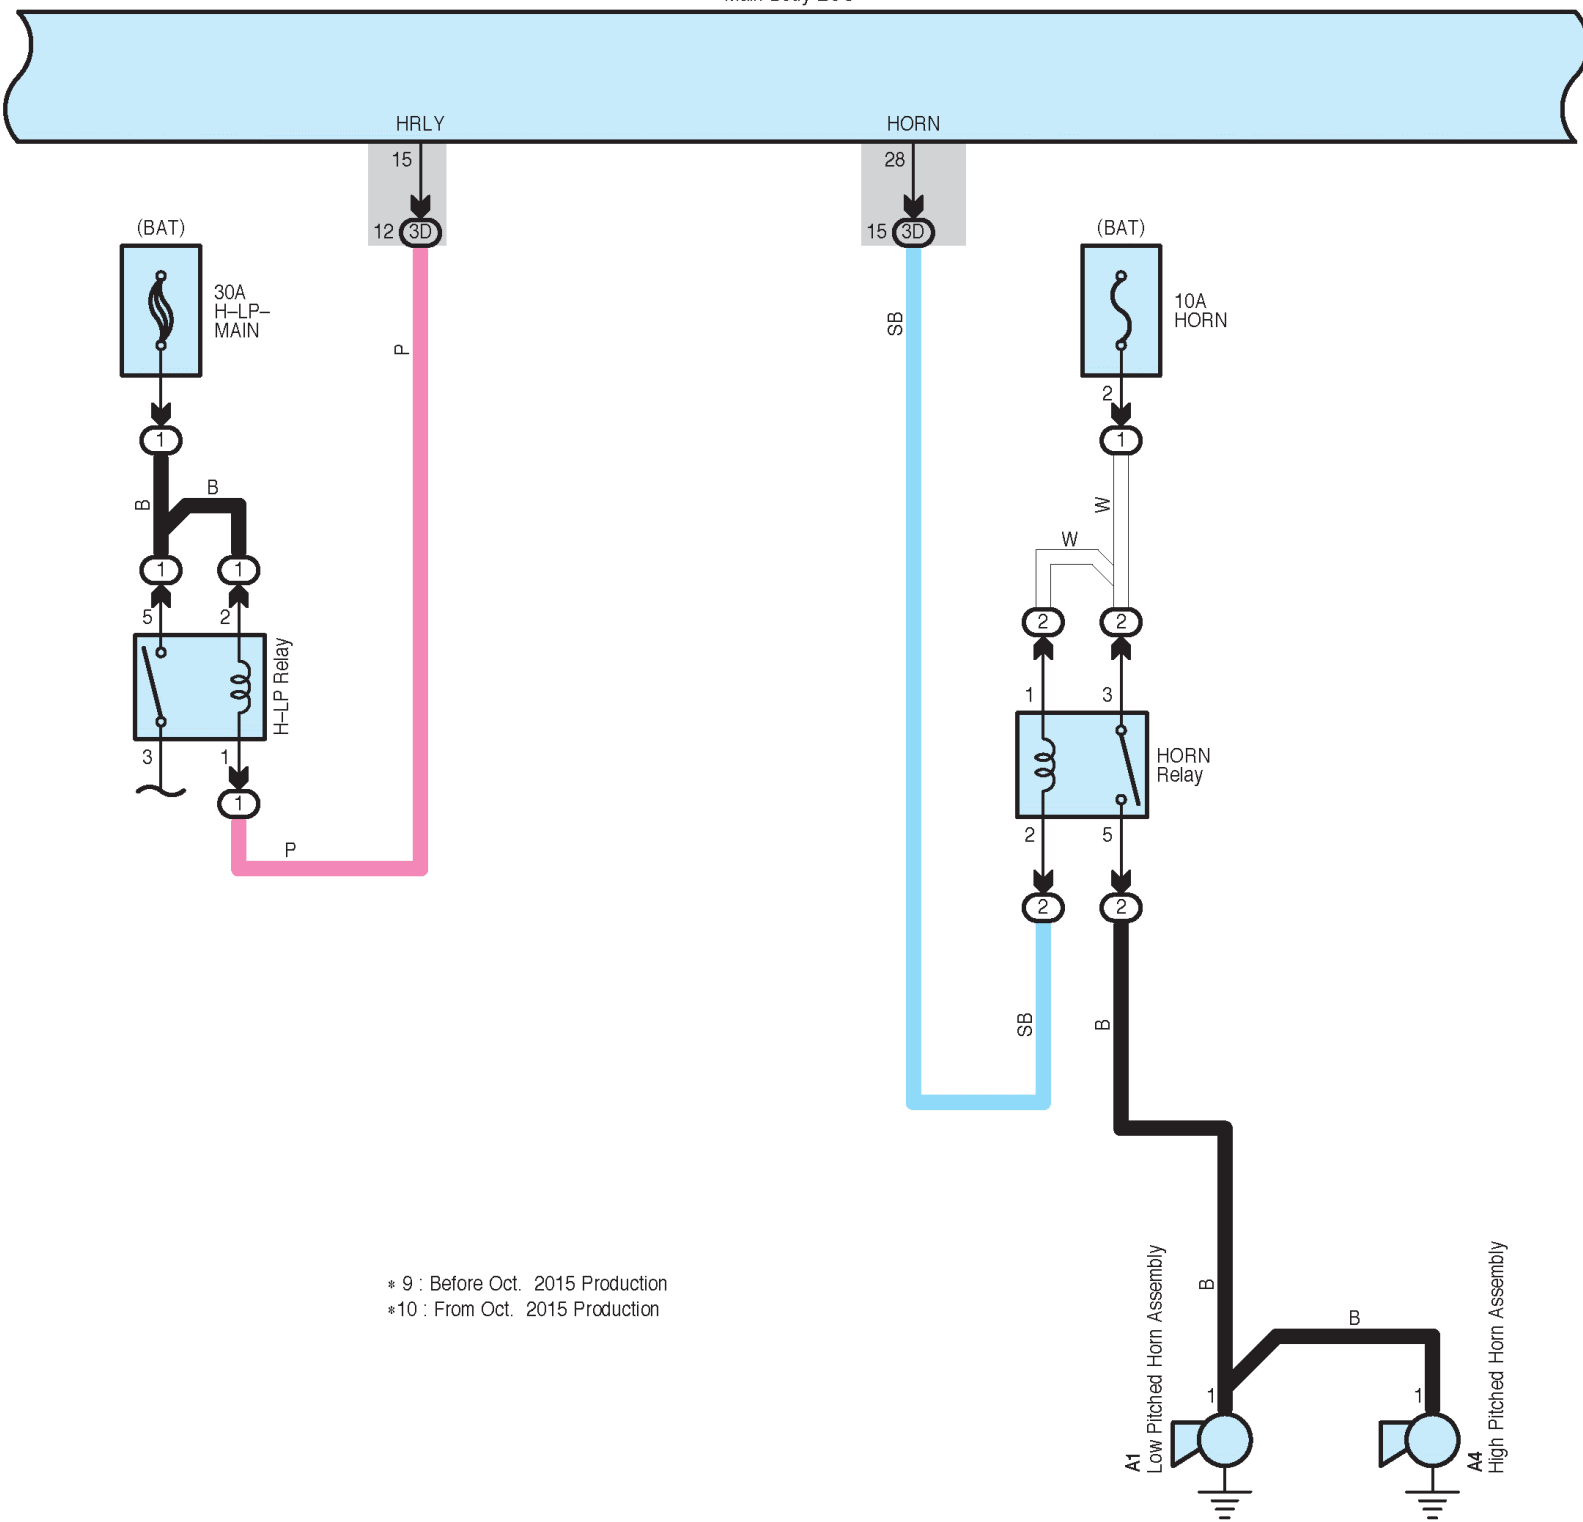 HRLY
HORN
15
28
12
3D
15
3D
(BAT)
(BAT)
30A
H–LP–
MAIN
10A
HORN
P
SB
2
1
1
B
B
W
W
1
1
2
2
5
2
H–LP Relay
1
3
HORN
Relay
3
1
1
2
5
P
2
2
SB
B
* 9 : Before Oct. 2015 Production
*10 : From Oct. 2015 Production
B
B
1
1
A1
Low Pitched Horn Assembly
A4
High Pitched Horn Assembly